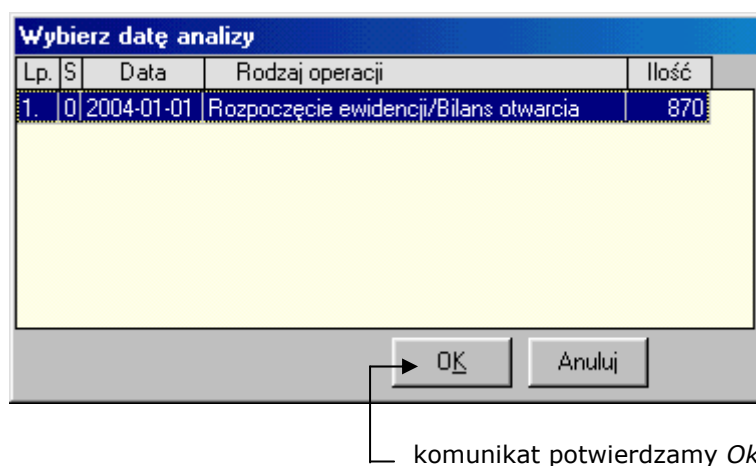 Wybierz datę analizy
Lp. S Data Rodzaj operacji Ilość
1. 0 2004-01-01 Rozpoczęcie ewidencji/Bilans otwarcia 870
OK Anuluj
komunikat potwierdzamy Ok